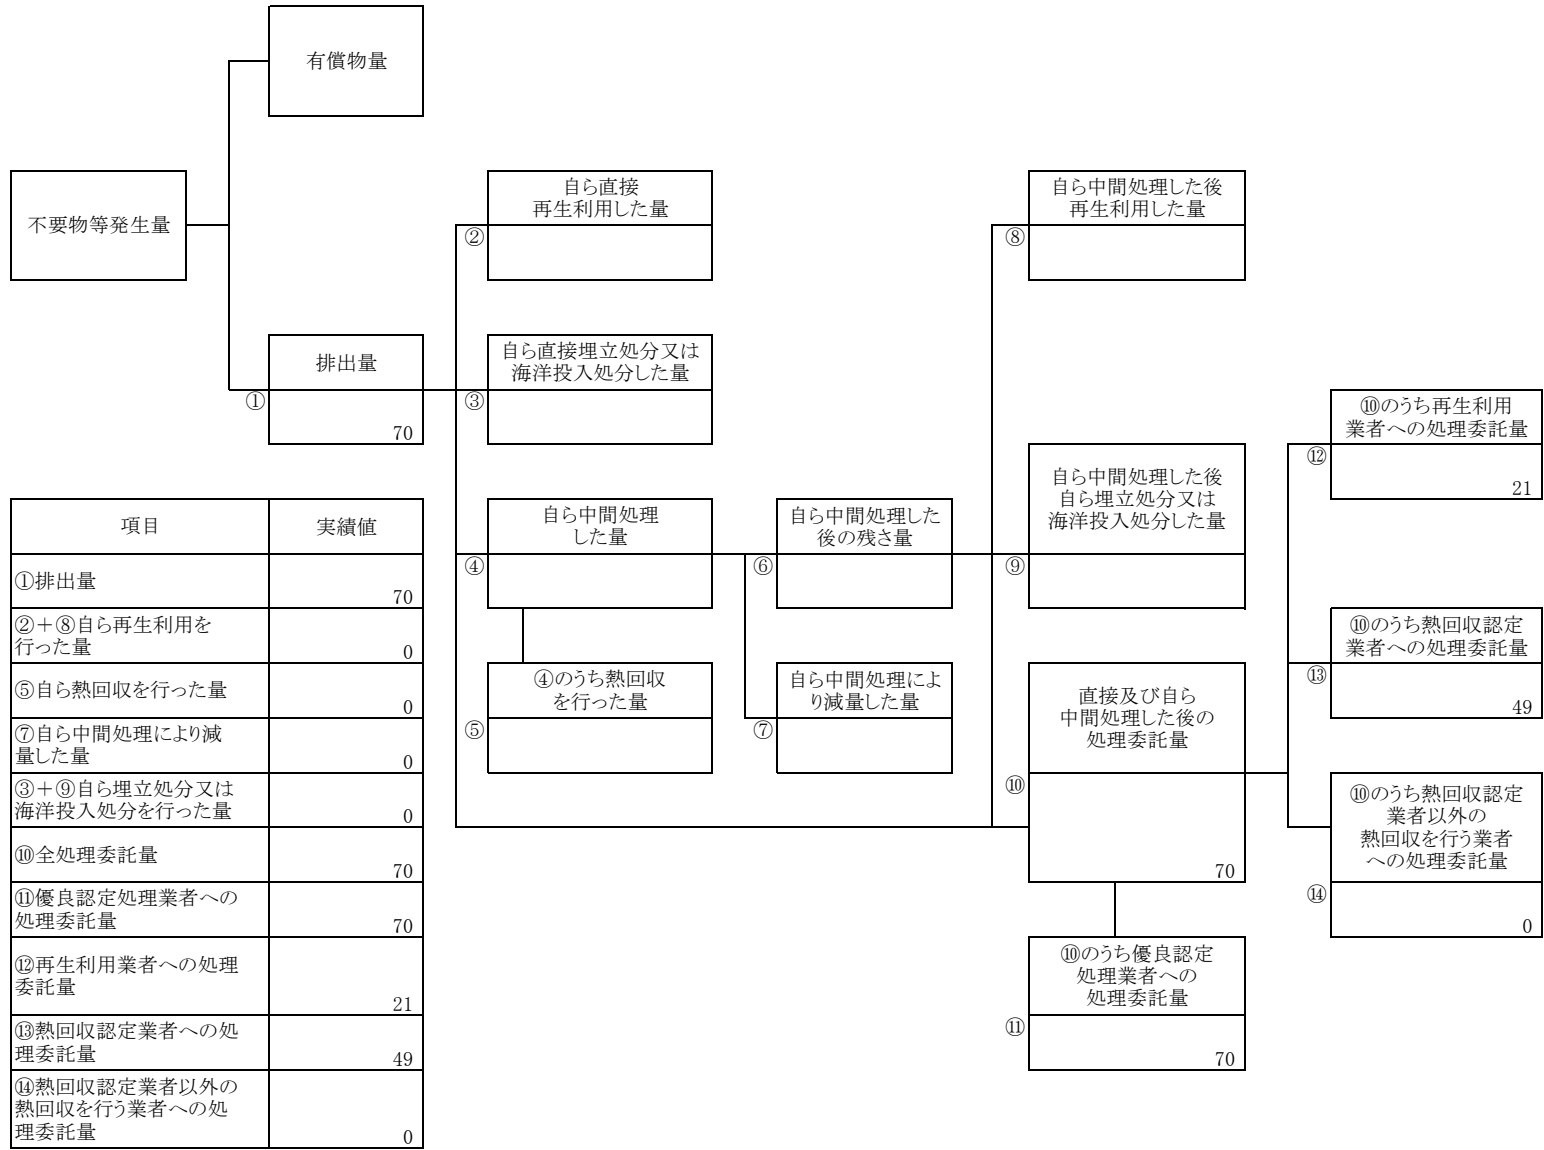 有償物量
不要物等発生量
自ら直接
再生利用した量
②
自ら中間処理した後
再生利用した量
⑧
排出量
①
70
自ら直接埋立処分又は
海洋投入処分した量
③
⑩のうち再生利用
業者への処理委託量
⑫
21
自ら中間処理
した量
④
自ら中間処理した
後の残さ量
⑥
自ら中間処理した後
自ら埋立処分又は
海洋投入処分した量
⑨
⑩のうち熱回収認定
業者への処理委託量
⑬
49
④のうち熱回収
を行った量
⑤
自ら中間処理によ
り減量した量
⑦
直接及び自ら
中間処理した後の
処理委託量
⑩
70
⑩のうち熱回収認定
業者以外の
熱回収を行う業者
への処理委託量
⑭
0
⑩のうち優良認定
処理業者への
処理委託量
⑪
70
項目 実績値
①排出量
70
②＋⑧自ら再生利用を
行った量
0
⑤自ら熱回収を行った量
0
⑦自ら中間処理により減
量した量
0
③＋⑨自ら埋立処分又は
海洋投入処分を行った量
0
⑩全処理委託量
70
⑪優良認定処理業者への
処理委託量
70
⑫再生利用業者への処理
委託量
21
⑬熱回収認定業者への処
理委託量
49
⑭熱回収認定業者以外の
熱回収を行う業者への処
理委託量
0